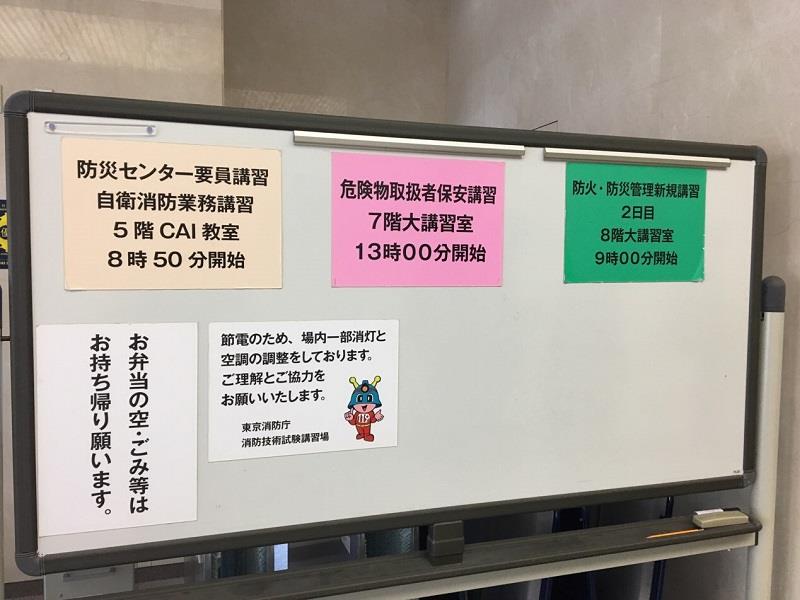 防災センター要員講習
自衛消防業務講習
5階CAI教室
8時50分開始
危険物取扱者保安講習
7階大講習室
13時00分開始
防火・防災管理新規講習
2日目
8階大講習室
9時00分開始
お弁当の空・ごみ等は
お持ち帰り願います。
節電のため、場内一部消灯と
空調の調整をしております。
ご理解とご協力を
お願いいたします。
119
東京消防庁
消防技術試験講習場